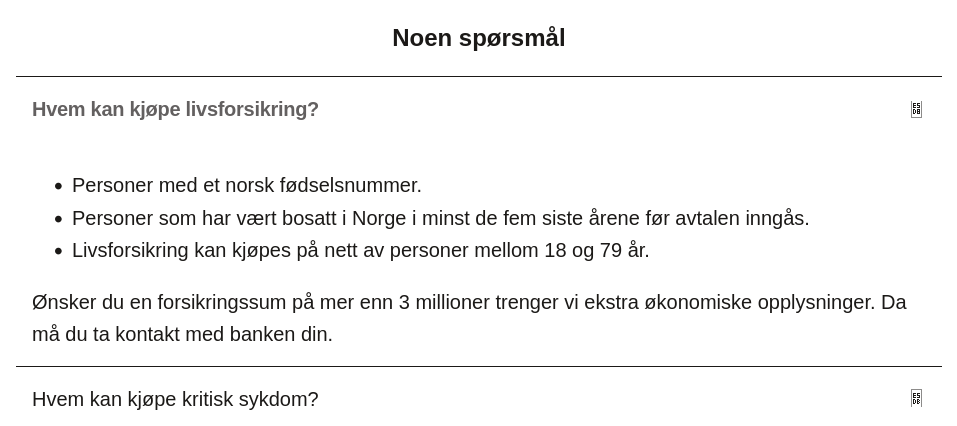 Noen spørsmål
Hvem kan kjøpe livsforsikring?
Personer med et norsk fødselsnummer.
Personer som har vært bosatt i Norge i minst de fem siste årene før avtalen inngås.
Livsforsikring kan kjøpes på nett av personer mellom 18 og 79 år.
Ønsker du en forsikringssum på mer enn 3 millioner trenger vi ekstra økonomiske opplysninger. Da
må du ta kontakt med banken din.
Hvem kan kjøpe kritisk sykdom?